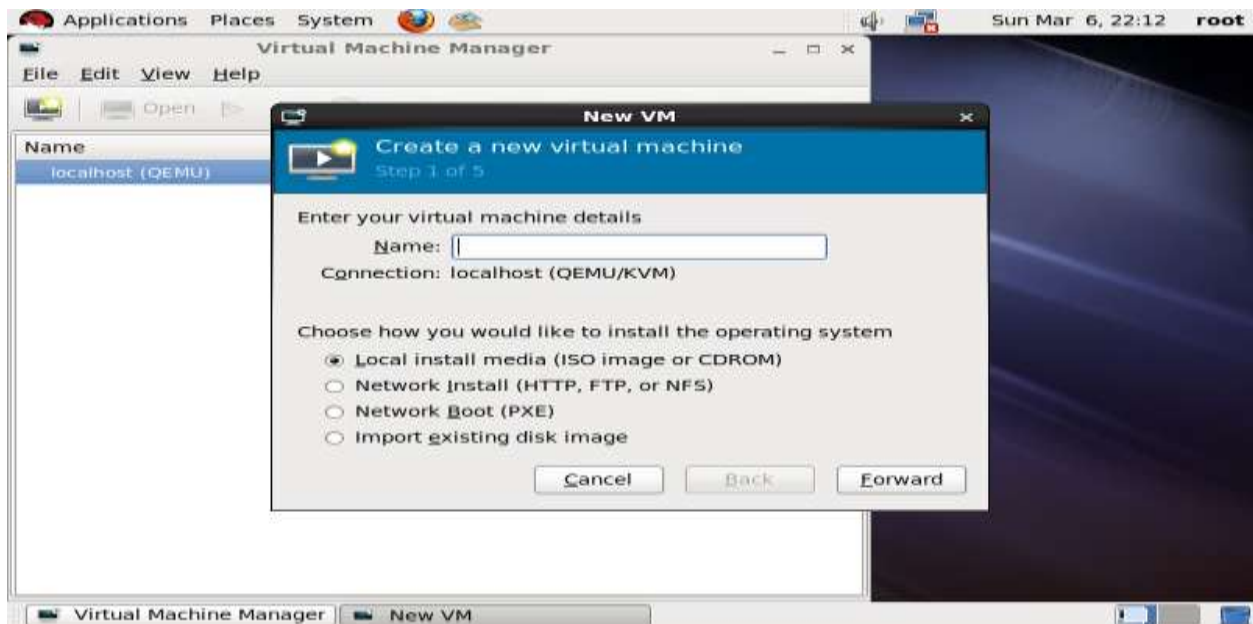 Applications Places System Sun Mar 6, 22:12 root
Virtual Machine Manager
File Edit View Help
Open
Name
localhost (QEMU)
New VM
Create a new virtual machine
Step 1 of 5
Enter your virtual machine details
Name:
Connection: localhost (QEMU/KVM)
Choose how you would like to install the operating system
Local install media (ISO image or CDROM)
Network Install (HTTP, FTP, or NFS)
Network Boot (PXE)
Import existing disk image
Cancel Back Forward
Virtual Machine Manager New VM